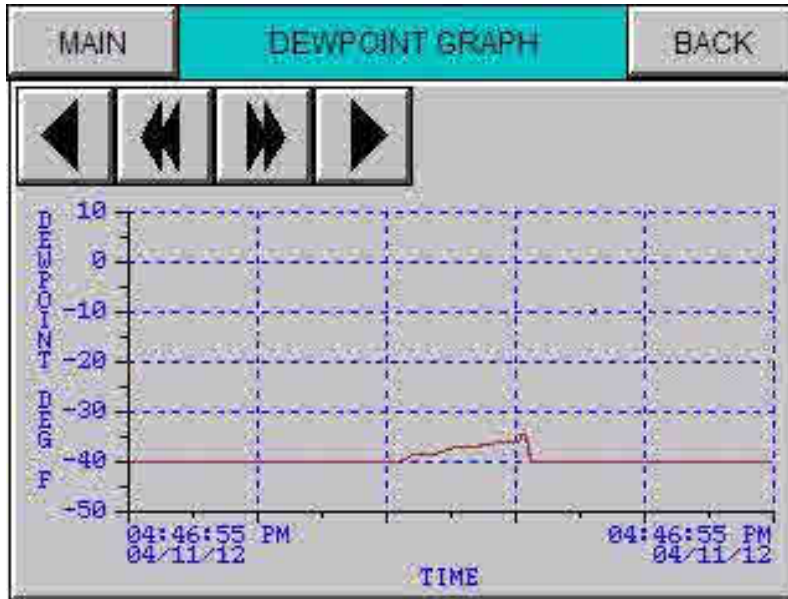 MAIN DEWPOINT GRAPH BACK
DEWPOINT DEG F
10
0
-10
-20
-30
-40
-50
04:46:55 PM 04:46:55 PM
04/11/12 04/11/12
TIME